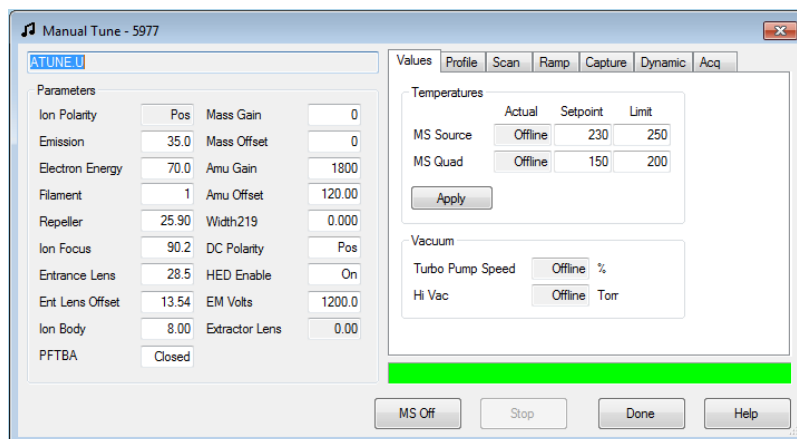 Manual Tune - 5977
ATUNE.U
Parameters
Ion Polarity Pos Mass Gain 0
Emission 35.0 Mass Offset 0
Electron Energy 70.0 Amu Gain 1800
Filament 1 Amu Offset 120.00
Repeller 25.90 Width219 0.000
Ion Focus 90.2 DC Polarity Pos
Entrance Lens 28.5 HED Enable On
Ent Lens Offset 13.54 EM Volts 1200.0
Ion Body 8.00 Extractor Lens 0.00
PFTBA Closed
Values Profile Scan Ramp Capture Dynamic Acq
Temperatures
Actual Setpoint Limit
MS Source Offline 230 250
MS Quad Offline 150 200
Apply
Vacuum
Turbo Pump Speed Offline %
Hi Vac Offline Torr
MS Off Stop Done Help